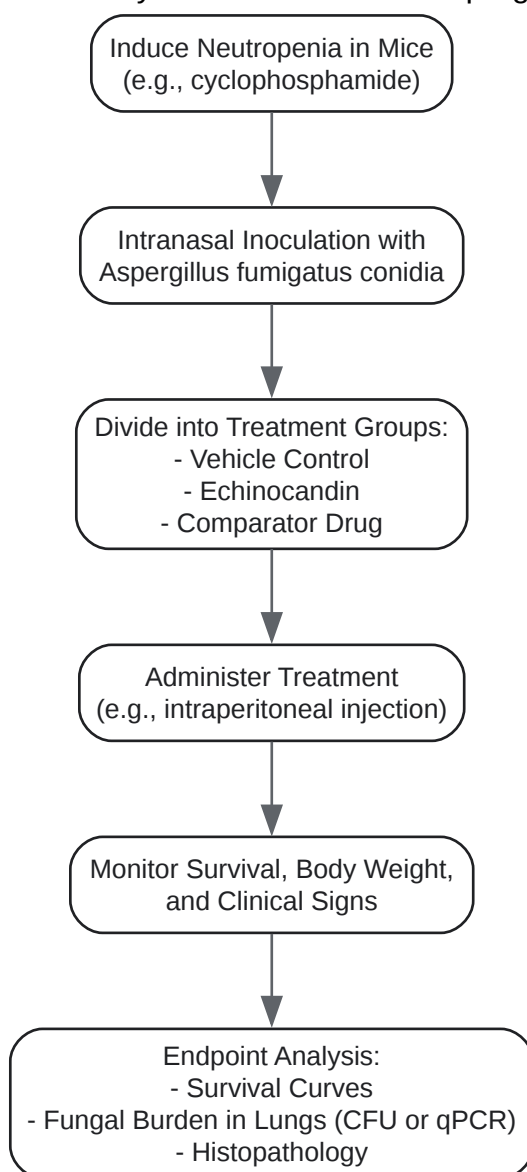 Induce Neutropenia in Mice
(e.g., cyclophosphamide)
Intranasal Inoculation with
Aspergillus fumigatus conidia
Divide into Treatment Groups:
- Vehicle Control
- Echinocandin
- Comparator Drug
Administer Treatment
(e.g., intraperitoneal injection)
Monitor Survival, Body Weight,
and Clinical Signs
Endpoint Analysis:
- Survival Curves
- Fungal Burden in Lungs (CFU or qPCR)
- Histopathology